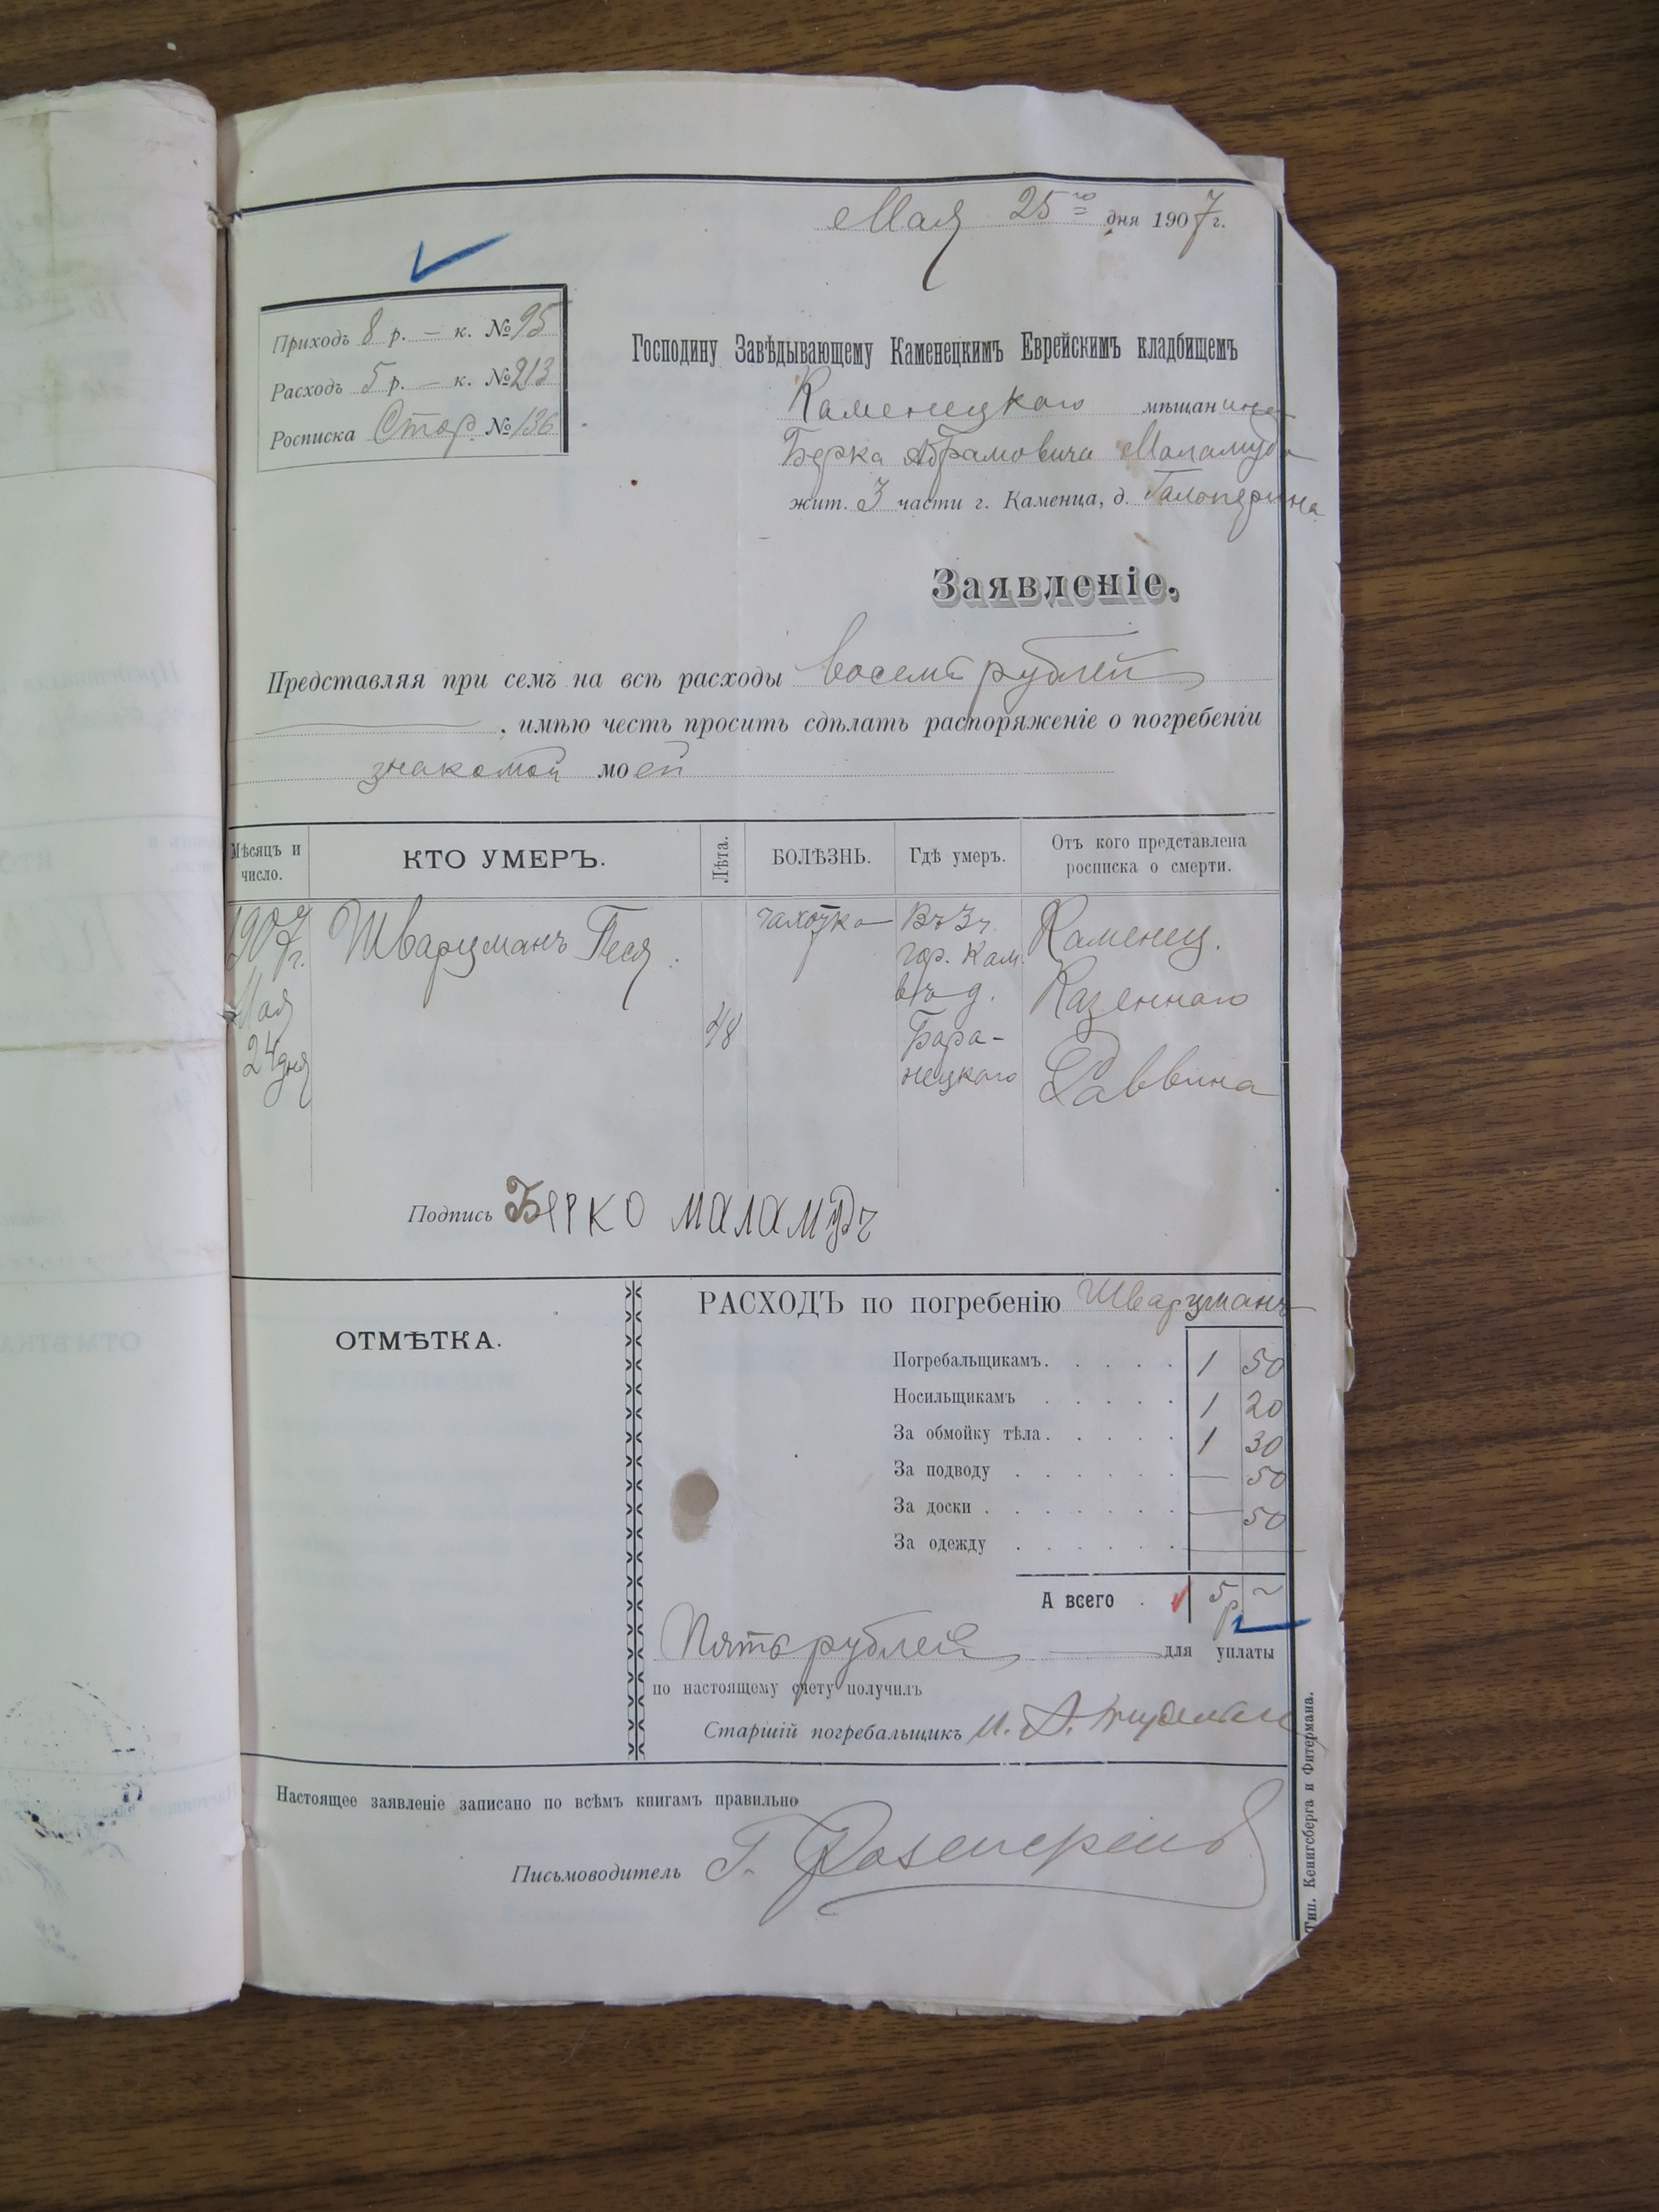 Мая 25го дня 1907 г.
Приходъ 8 р. — к. № 95
Расходъ 5 р. — к. № 213
Росписка Стор. № 136
Господину Завѣдывающему Каменецкимъ Еврейскимъ кладбищемъ
Каменецкого мѣщанина
Берка Абрамовича Маламуда
жит. 3 части г. Каменца, д. Галоперина
Заявленіе.
Представляя при семъ на всѣ расходы восемь рублей
, имѣю честь просить сдѣлать распоряженіе о погребеніи
знакомой моей
Мѣсяцъ и число.
КТО УМЕРЪ.
Лѣта.
БОЛѢЗНЬ.
Гдѣ умеръ.
Отъ кого представлена росписка о смерти.
1907 г.
Мая
24 дня
Шварцманъ Песя.
28
чахотка
Въ 3 ч.
гор. Кам.
въ д.
Бара-
нецкого
Каменец.
Казеннаго
Раввина
Подпись Берко маламудъ
ОТМѢТКА.
РАСХОДЪ по погребенію Шварцманъ
Погребальщикамъ. . . . . 1 50
Носильщикамъ . . . . . 1 20
За обмойку тѣла. . . . . 1 30
За подводу . . . . . . — 50
За доски . . . . . . . — 50
За одежду . . . . . . —
А всего . 5 р. ~
Пять рублей — для уплаты
по настоящему счету получилъ
Старшій погребальщикъ
Настоящее заявленіе записано по всѣмъ книгамъ правильно
Письмоводитель Г.
Тип. Кенигсберга и Фитермана.